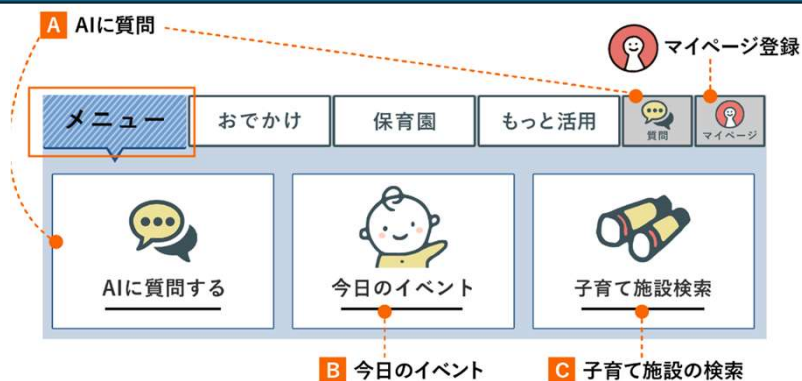 A AIに質問
マイページ登録
メニュー
おでかけ
保育園
もっと活用
質問
マイページ
AIに質問する
今日のイベント
子育て施設検索
B 今日のイベント
C 子育て施設の検索